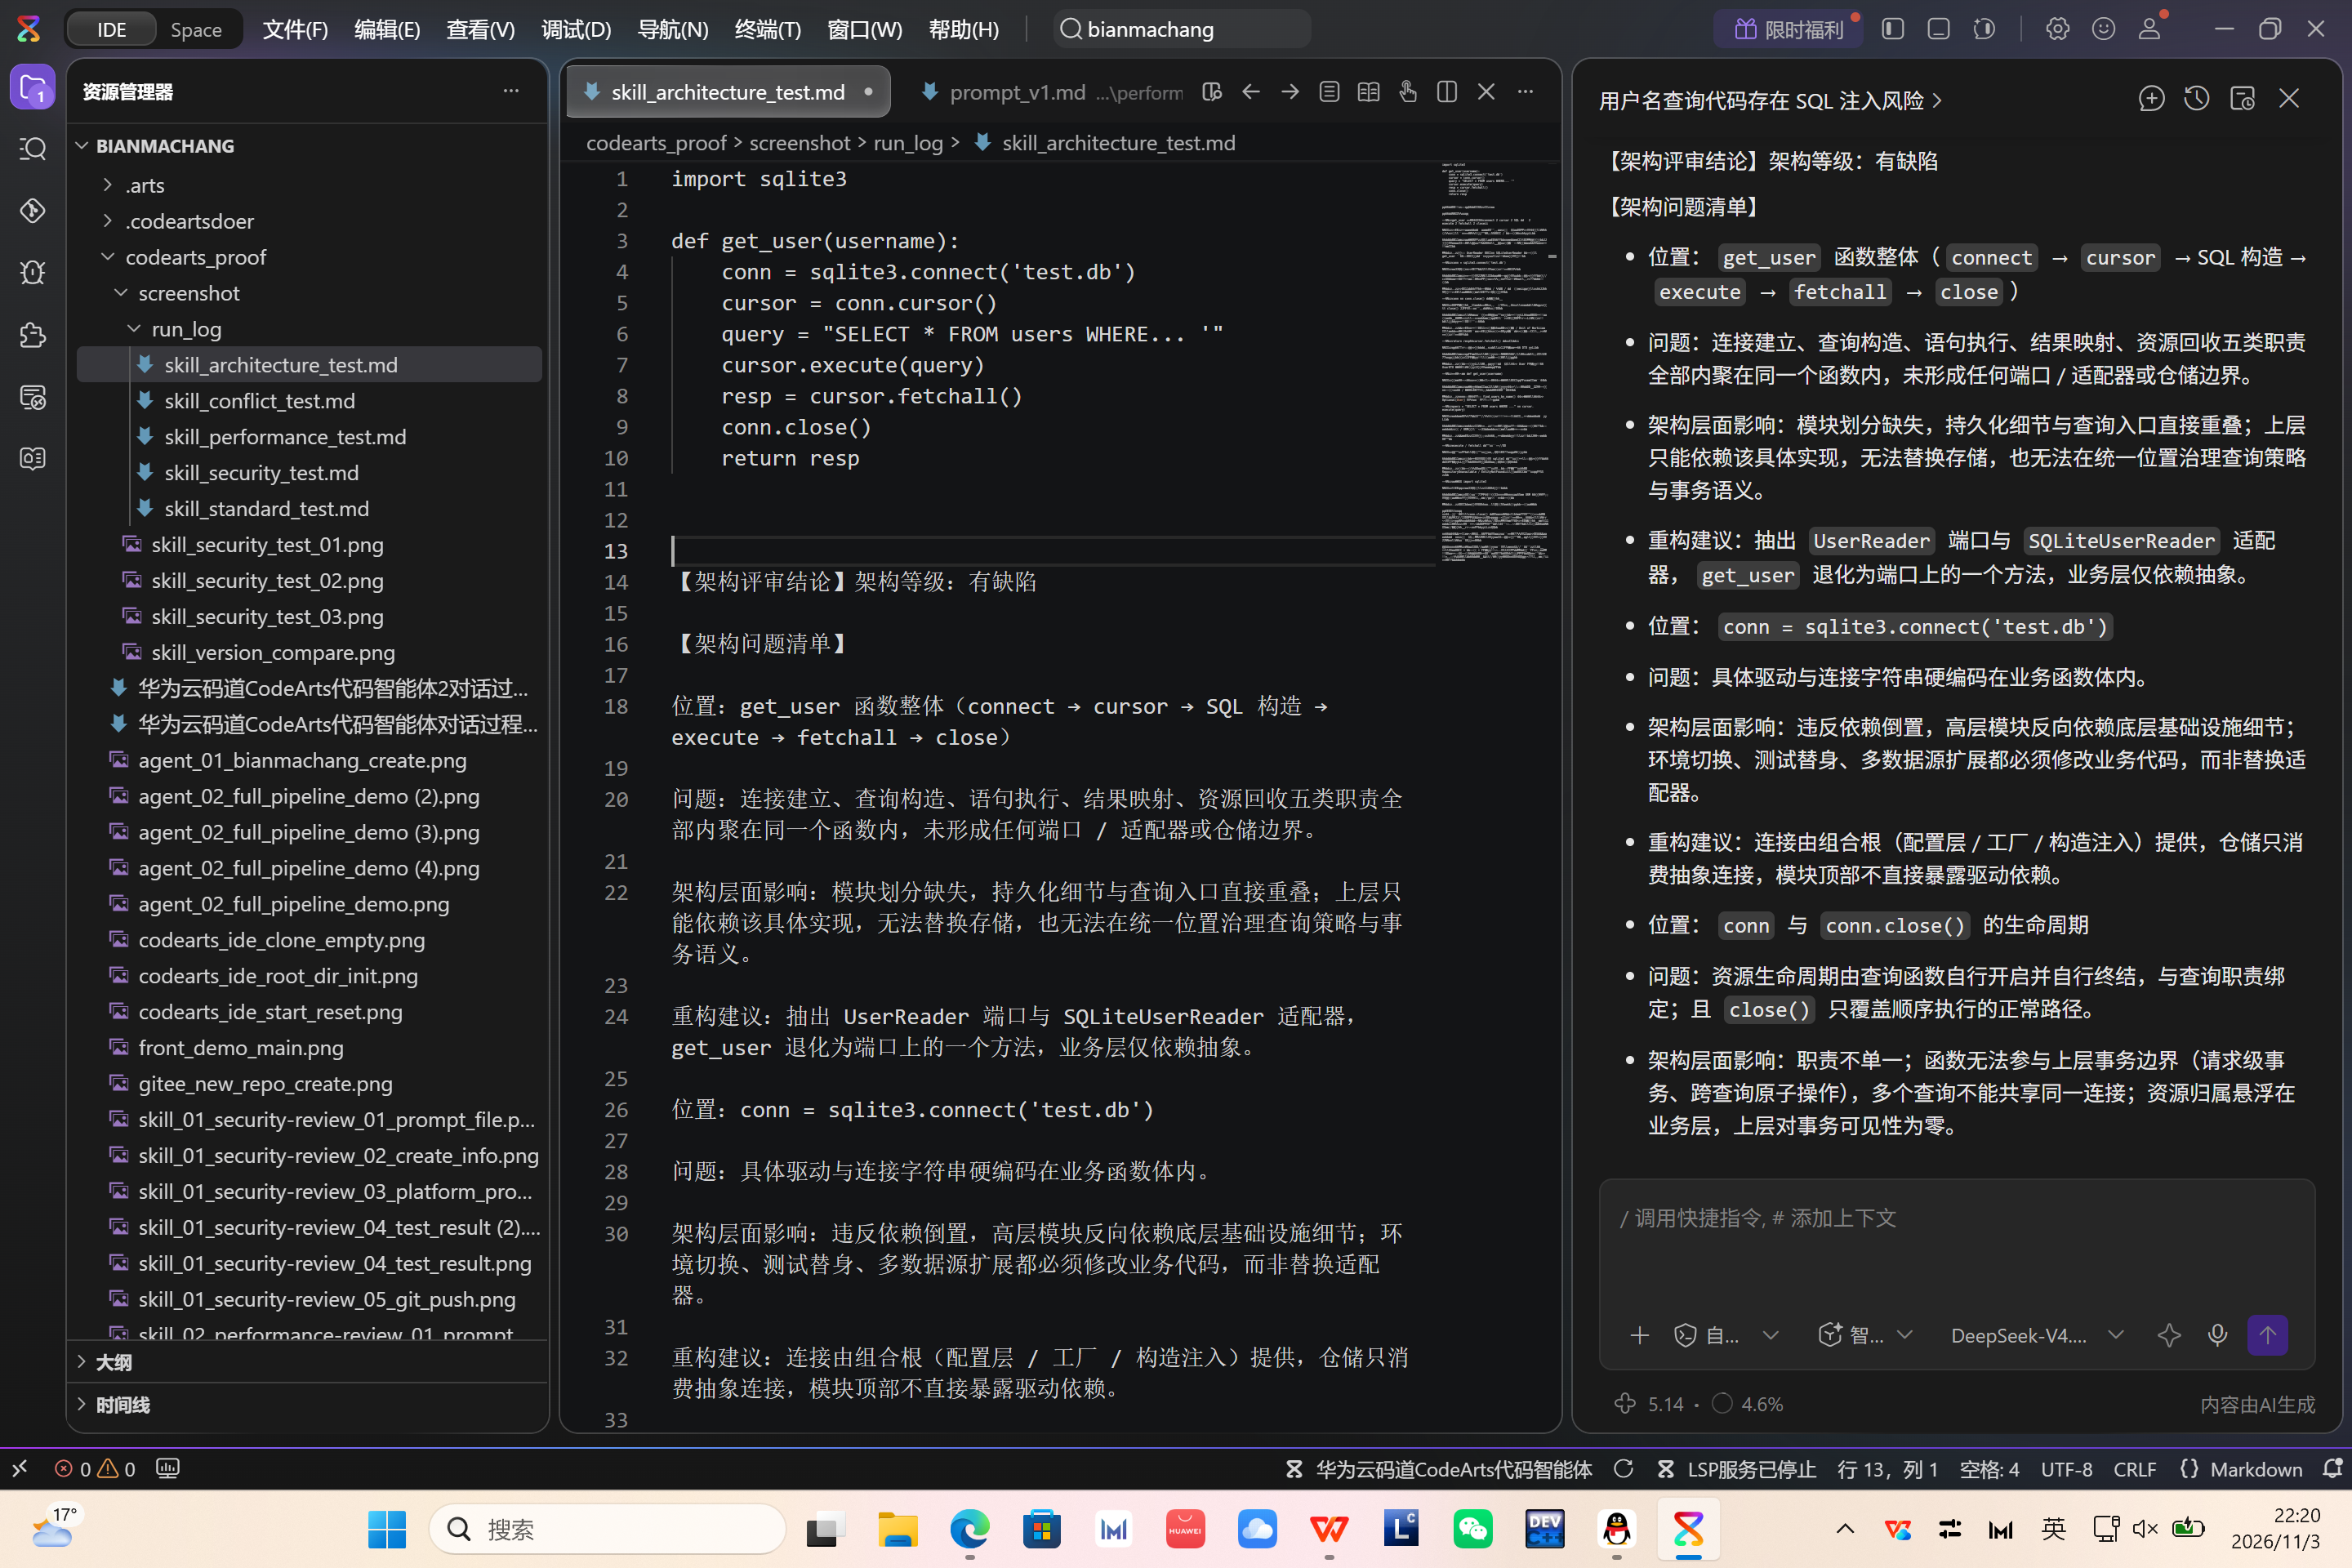 IDE
Space
文件(F)
编辑(E)
查看(V)
调试(D)
导航(N)
终端(T)
窗口(W)
帮助(H)
bianmachang
限时福利
1
资源管理器
BIANMACHANG
.arts
.codeartsdoer
codearts_proof
screenshot
run_log
skill_architecture_test.md
skill_conflict_test.md
skill_performance_test.md
skill_security_test.md
skill_standard_test.md
skill_security_test_01.png
skill_security_test_02.png
skill_security_test_03.png
skill_version_compare.png
华为云码道CodeArts代码智能体2对话过...
华为云码道CodeArts代码智能体对话过程...
agent_01_bianmachang_create.png
agent_02_full_pipeline_demo (2).png
agent_02_full_pipeline_demo (3).png
agent_02_full_pipeline_demo (4).png
agent_02_full_pipeline_demo.png
codearts_ide_clone_empty.png
codearts_ide_root_dir_init.png
codearts_ide_start_reset.png
front_demo_main.png
gitee_new_repo_create.png
skill_01_security-review_01_prompt_file.p...
skill_01_security-review_02_create_info.png
skill_01_security-review_03_platform_pro...
skill_01_security-review_04_test_result (2)....
skill_01_security-review_04_test_result.png
skill_01_security-review_05_git_push.png
skill_02_performance-review_01_prompt
大纲
时间线
skill_architecture_test.md
prompt_v1.md ...\perform
codearts_proof > screenshot > run_log > skill_architecture_test.md
1 import sqlite3
2
3 def get_user(username):
4 conn = sqlite3.connect('test.db')
5 cursor = conn.cursor()
6 query = "SELECT * FROM users WHERE... '"
7 cursor.execute(query)
8 resp = cursor.fetchall()
9 conn.close()
10 return resp
11
12
13
14 【架构评审结论】架构等级：有缺陷
15
16 【架构问题清单】
17
18 位置：get_user 函数整体（connect → cursor → SQL 构造 →
execute → fetchall → close）
19
20 问题：连接建立、查询构造、语句执行、结果映射、资源回收五类职责全
部内聚在同一个函数内，未形成任何端口 / 适配器或仓储边界。
21
22 架构层面影响：模块划分缺失，持久化细节与查询入口直接重叠；上层只
能依赖该具体实现，无法替换存储，也无法在统一位置治理查询策略与事
务语义。
23
24 重构建议：抽出 UserReader 端口与 SQLiteUserReader 适配器，
get_user 退化为端口上的一个方法，业务层仅依赖抽象。
25
26 位置：conn = sqlite3.connect('test.db')
27
28 问题：具体驱动与连接字符串硬编码在业务函数体内。
29
30 架构层面影响：违反依赖倒置，高层模块反向依赖底层基础设施细节；环
境切换、测试替身、多数据源扩展都必须修改业务代码，而非替换适配
器。
31
32 重构建议：连接由组合根（配置层 / 工厂 / 构造注入）提供，仓储只消
费抽象连接，模块顶部不直接暴露驱动依赖。
33
用户名查询代码存在 SQL 注入风险
【架构评审结论】架构等级：有缺陷
【架构问题清单】
位置： get_user 函数整体（ connect → cursor → SQL 构造 →
execute → fetchall → close ）
问题：连接建立、查询构造、语句执行、结果映射、资源回收五类职责
全部内聚在同一个函数内，未形成任何端口 / 适配器或仓储边界。
架构层面影响：模块划分缺失，持久化细节与查询入口直接重叠；上层
只能依赖该具体实现，无法替换存储，也无法在统一位置治理查询策略
与事务语义。
重构建议：抽出 UserReader 端口与 SQLiteUserReader 适配
器， get_user 退化为端口上的一个方法，业务层仅依赖抽象。
位置： conn = sqlite3.connect('test.db')
问题：具体驱动与连接字符串硬编码在业务函数体内。
架构层面影响：违反依赖倒置，高层模块反向依赖底层基础设施细节；
环境切换、测试替身、多数据源扩展都必须修改业务代码，而非替换适
配器。
重构建议：连接由组合根（配置层 / 工厂 / 构造注入）提供，仓储只消
费抽象连接，模块顶部不直接暴露驱动依赖。
位置： conn 与 conn.close() 的生命周期
问题：资源生命周期由查询函数自行开启并自行终结，与查询职责绑
定；且 close() 只覆盖顺序执行的正常路径。
架构层面影响：职责不单一；函数无法参与上层事务边界（请求级事
务、跨查询原子操作），多个查询不能共享同一连接；资源归属悬浮在
业务层，上层对事务可见性为零。
/ 调用快捷指令, # 添加上下文
自...
智...
DeepSeek-V4....
5.14 · 4.6%
内容由AI生成
0
0
华为云码道CodeArts代码智能体
LSP服务已停止
行 13，列 1
空格: 4
UTF-8
CRLF
Markdown
17°
搜索
HUAWEI
LC
DEV
C++
英
22:20
2026/11/3